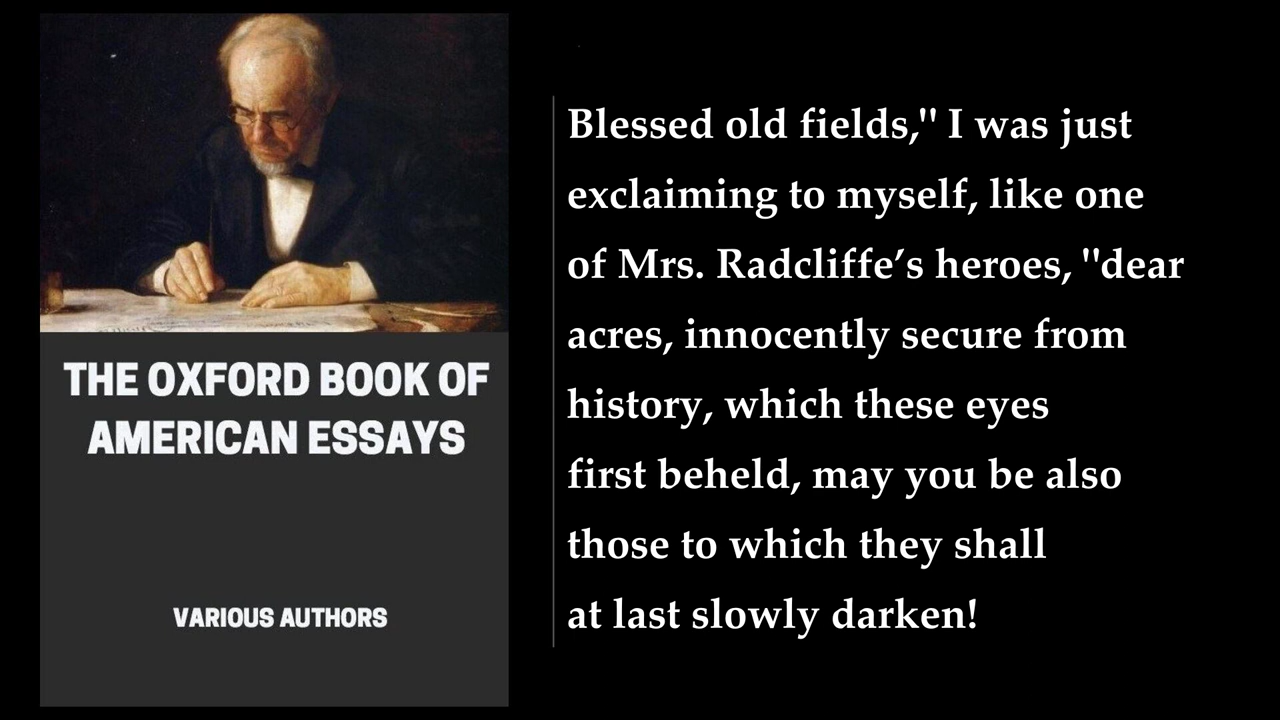 THE OXFORD BOOK OF
AMERICAN ESSAYS
VARIOUS AUTHORS
Blessed old fields," I was just
exclaiming to myself, like one
of Mrs. Radcliffe’s heroes, "dear
acres, innocently secure from
history, which these eyes
first beheld, may you be also
those to which they shall
at last slowly darken!